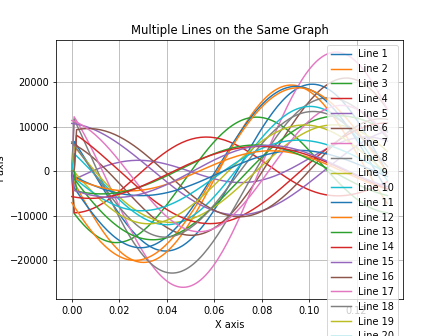 Multiple Lines on the Same Graph
20000
10000
0
−10000
−20000
0.00
0.02
0.04
0.06
0.08
0.10
X axis
Line 1
Line 2
Line 3
Line 4
Line 5
Line 6
Line 7
Line 8
Line 9
Line 10
Line 11
Line 12
Line 13
Line 14
Line 15
Line 16
Line 17
Line 18
Line 19
Line 20